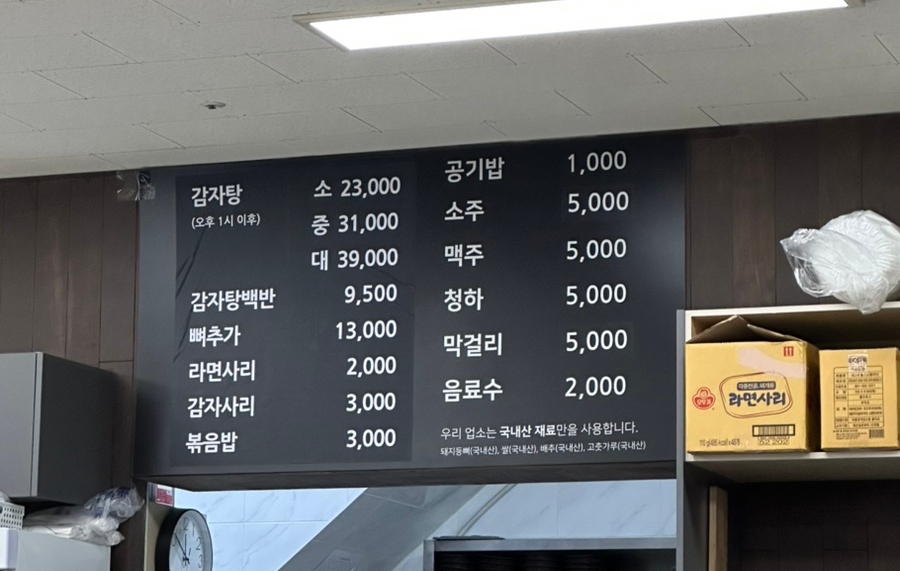 감자탕 소 23,000
(오후 1시 이후) 중 31,000
대 39,000
감자탕백반 9,500
뼈추가 13,000
라면사리 2,000
감자사리 3,000
볶음밥 3,000
공기밥 1,000
소주 5,000
맥주 5,000
청하 5,000
막걸리 5,000
음료수 2,000
우리 업소는 국내산 재료만을 사용합니다.
돼지등뼈(국내산), 쌀(국내산), 배추(국내산), 고춧가루(국내산)
11
오뚜기
라면사리